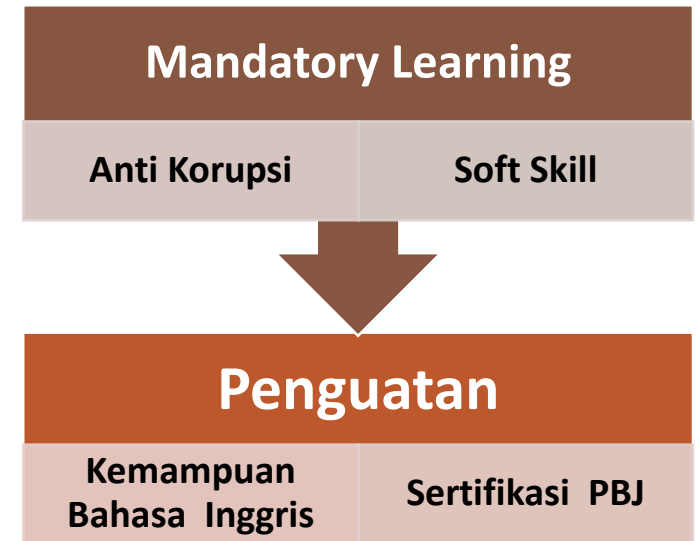 Mandatory Learning
Anti Korupsi
Soft Skill
Penguatan
Kemampuan
Bahasa Inggris
Sertifikasi PBJ